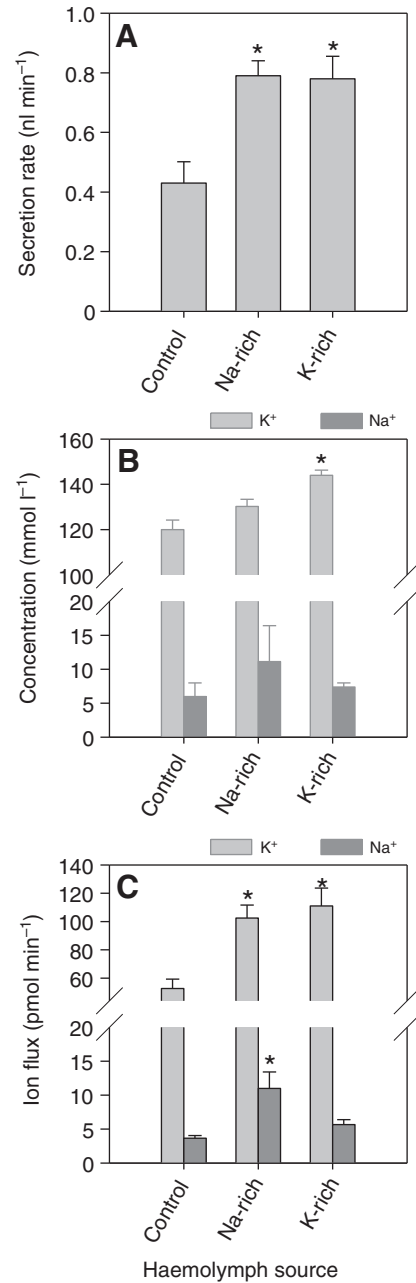 A
Secretion rate (nl min⁻¹)
1.0
0.8
0.6
0.4
0.2
0
*
*
Control
Na-rich
K-rich
K⁺
Na⁺
B
Concentration (mmol l⁻¹)
160
140
120
100
20
15
10
5
0
*
Control
Na-rich
K-rich
K⁺
Na⁺
C
Ion flux (pmol min⁻¹)
140
120
100
80
60
20
15
10
5
0
*
*
*
Control
Na-rich
K-rich
Haemolymph source